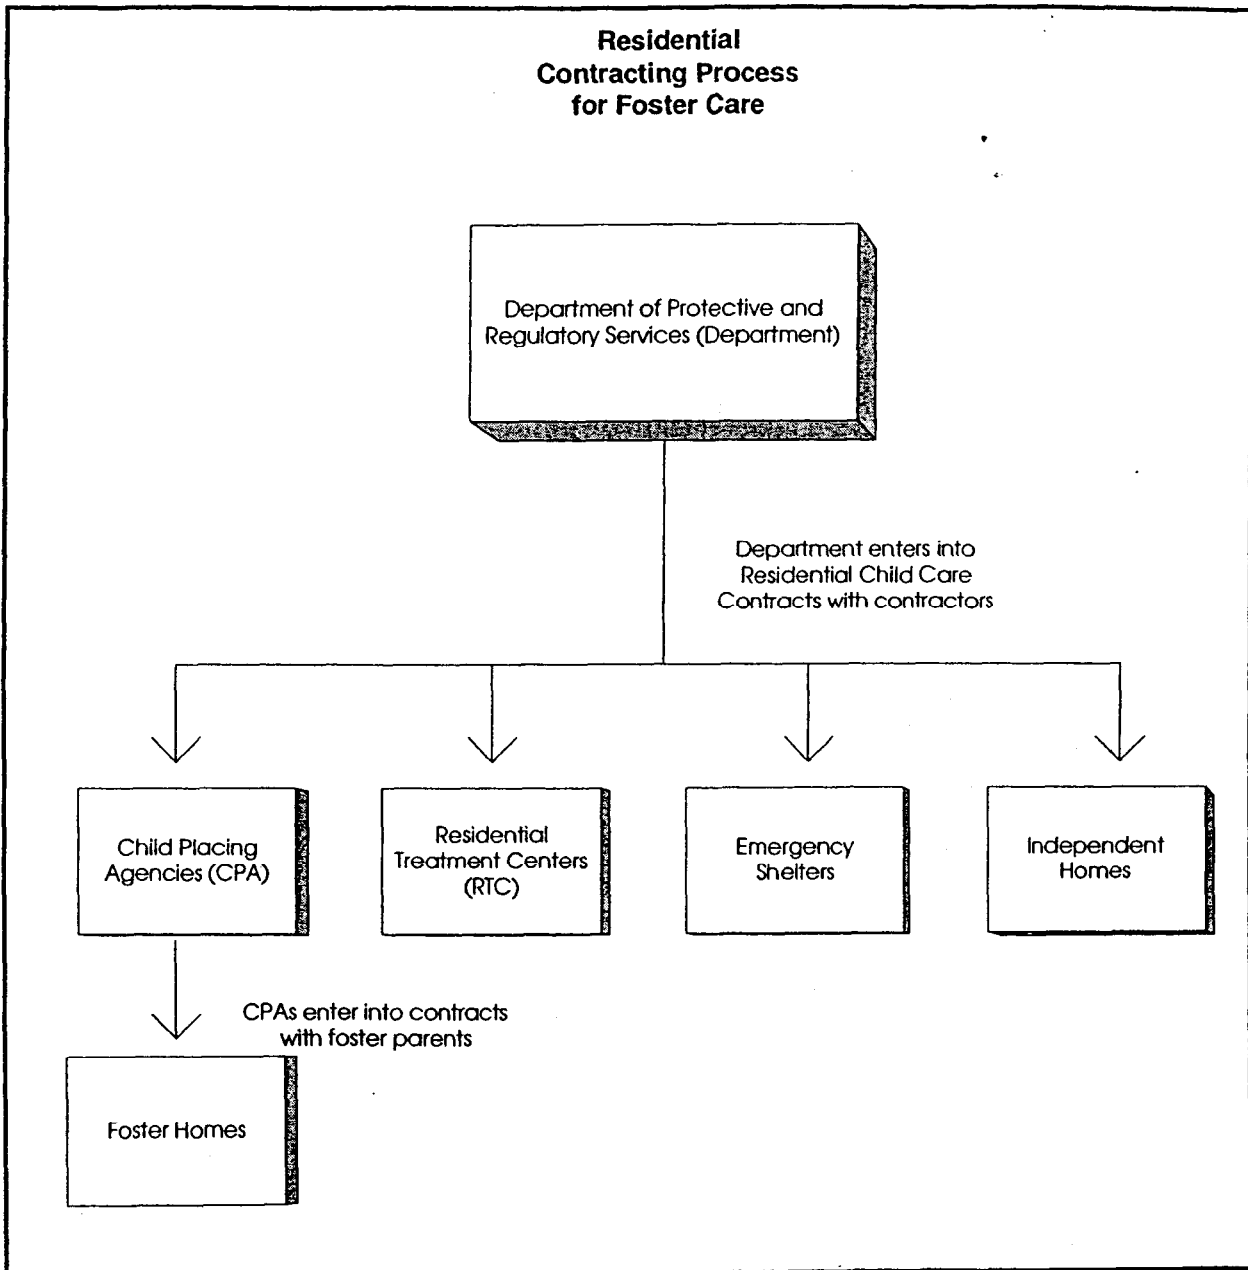 Residential
Contracting Process
for Foster Care
Department of Protective and
Regulatory Services (Department)
Department enters into
Residential Child Care
Contracts with contractors
Child Placing
Agencies (CPA)
Residential
Treatment Centers
(RTC)
Emergency
Shelters
Independent
Homes
CPAs enter into contracts
with foster parents
Foster Homes